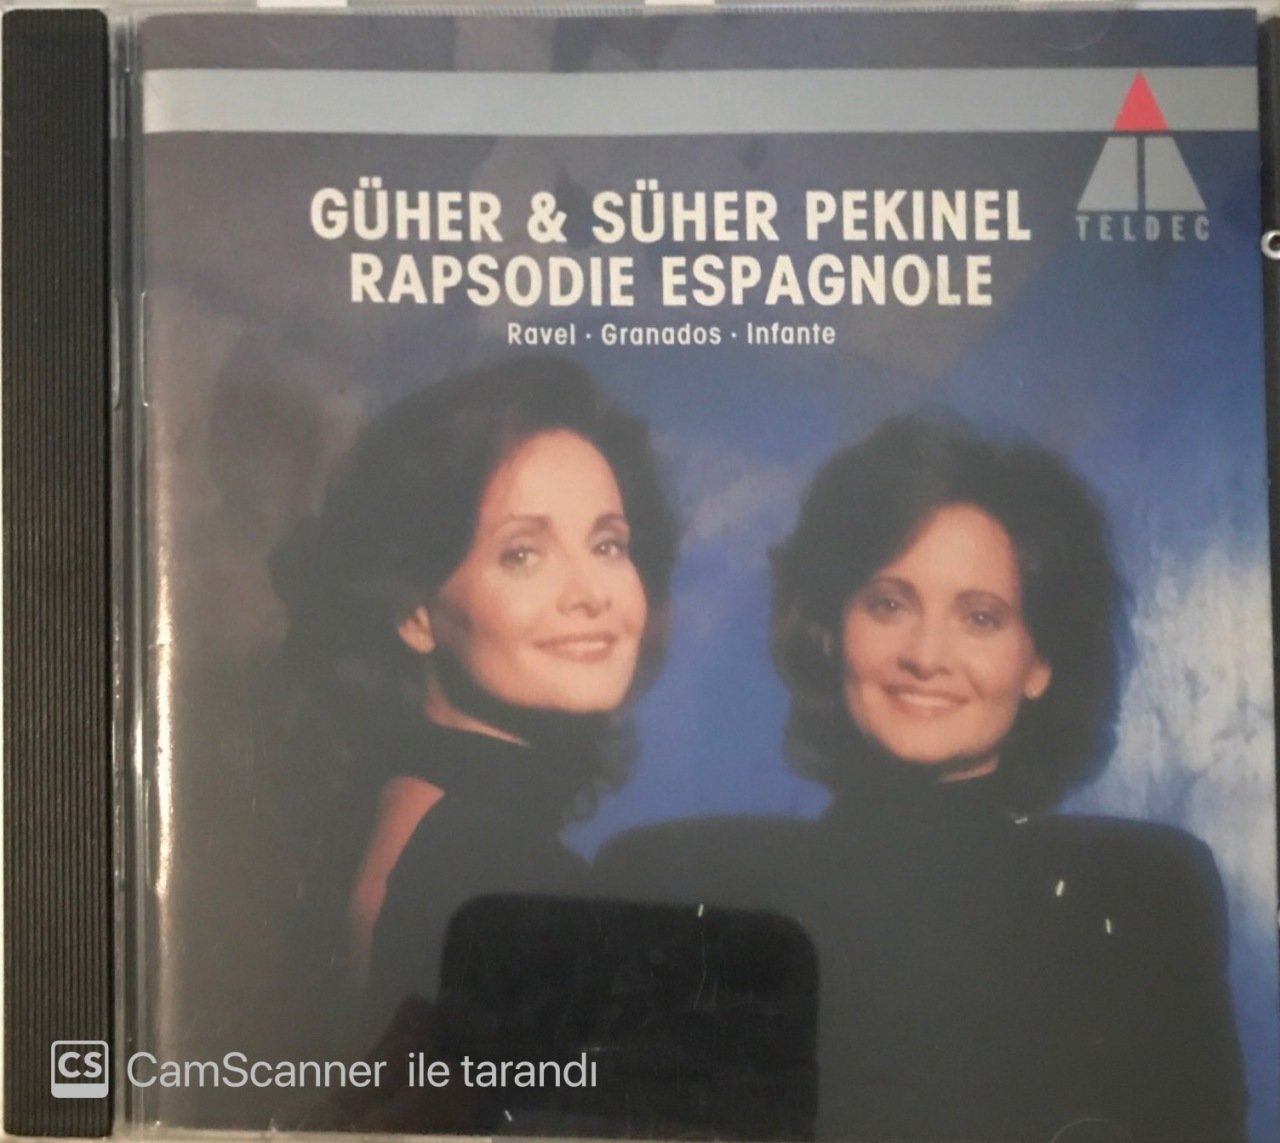 GÜHER & SÜHER PEKINEL
RAPSODIE ESPAGNOLE
Ravel · Granados · Infante
TELDEC
CS CamScanner ile tarandı